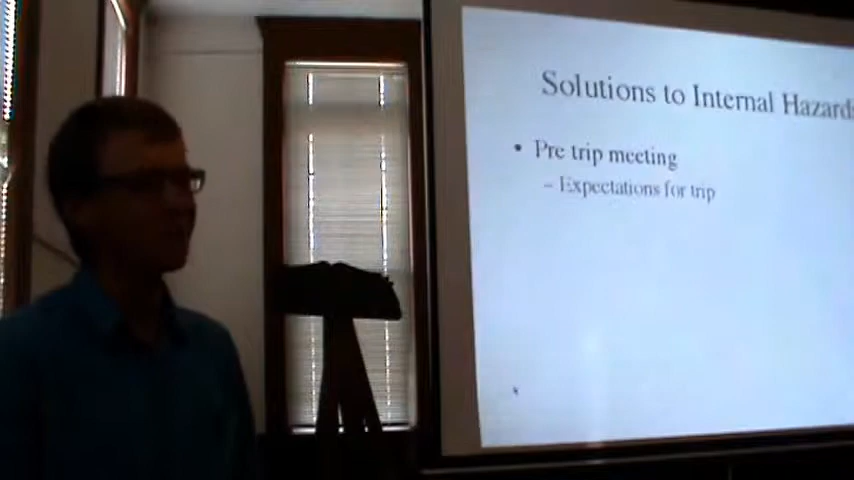 Solutions to Internal Hazards
• Pre trip meeting
– Expectations for trip